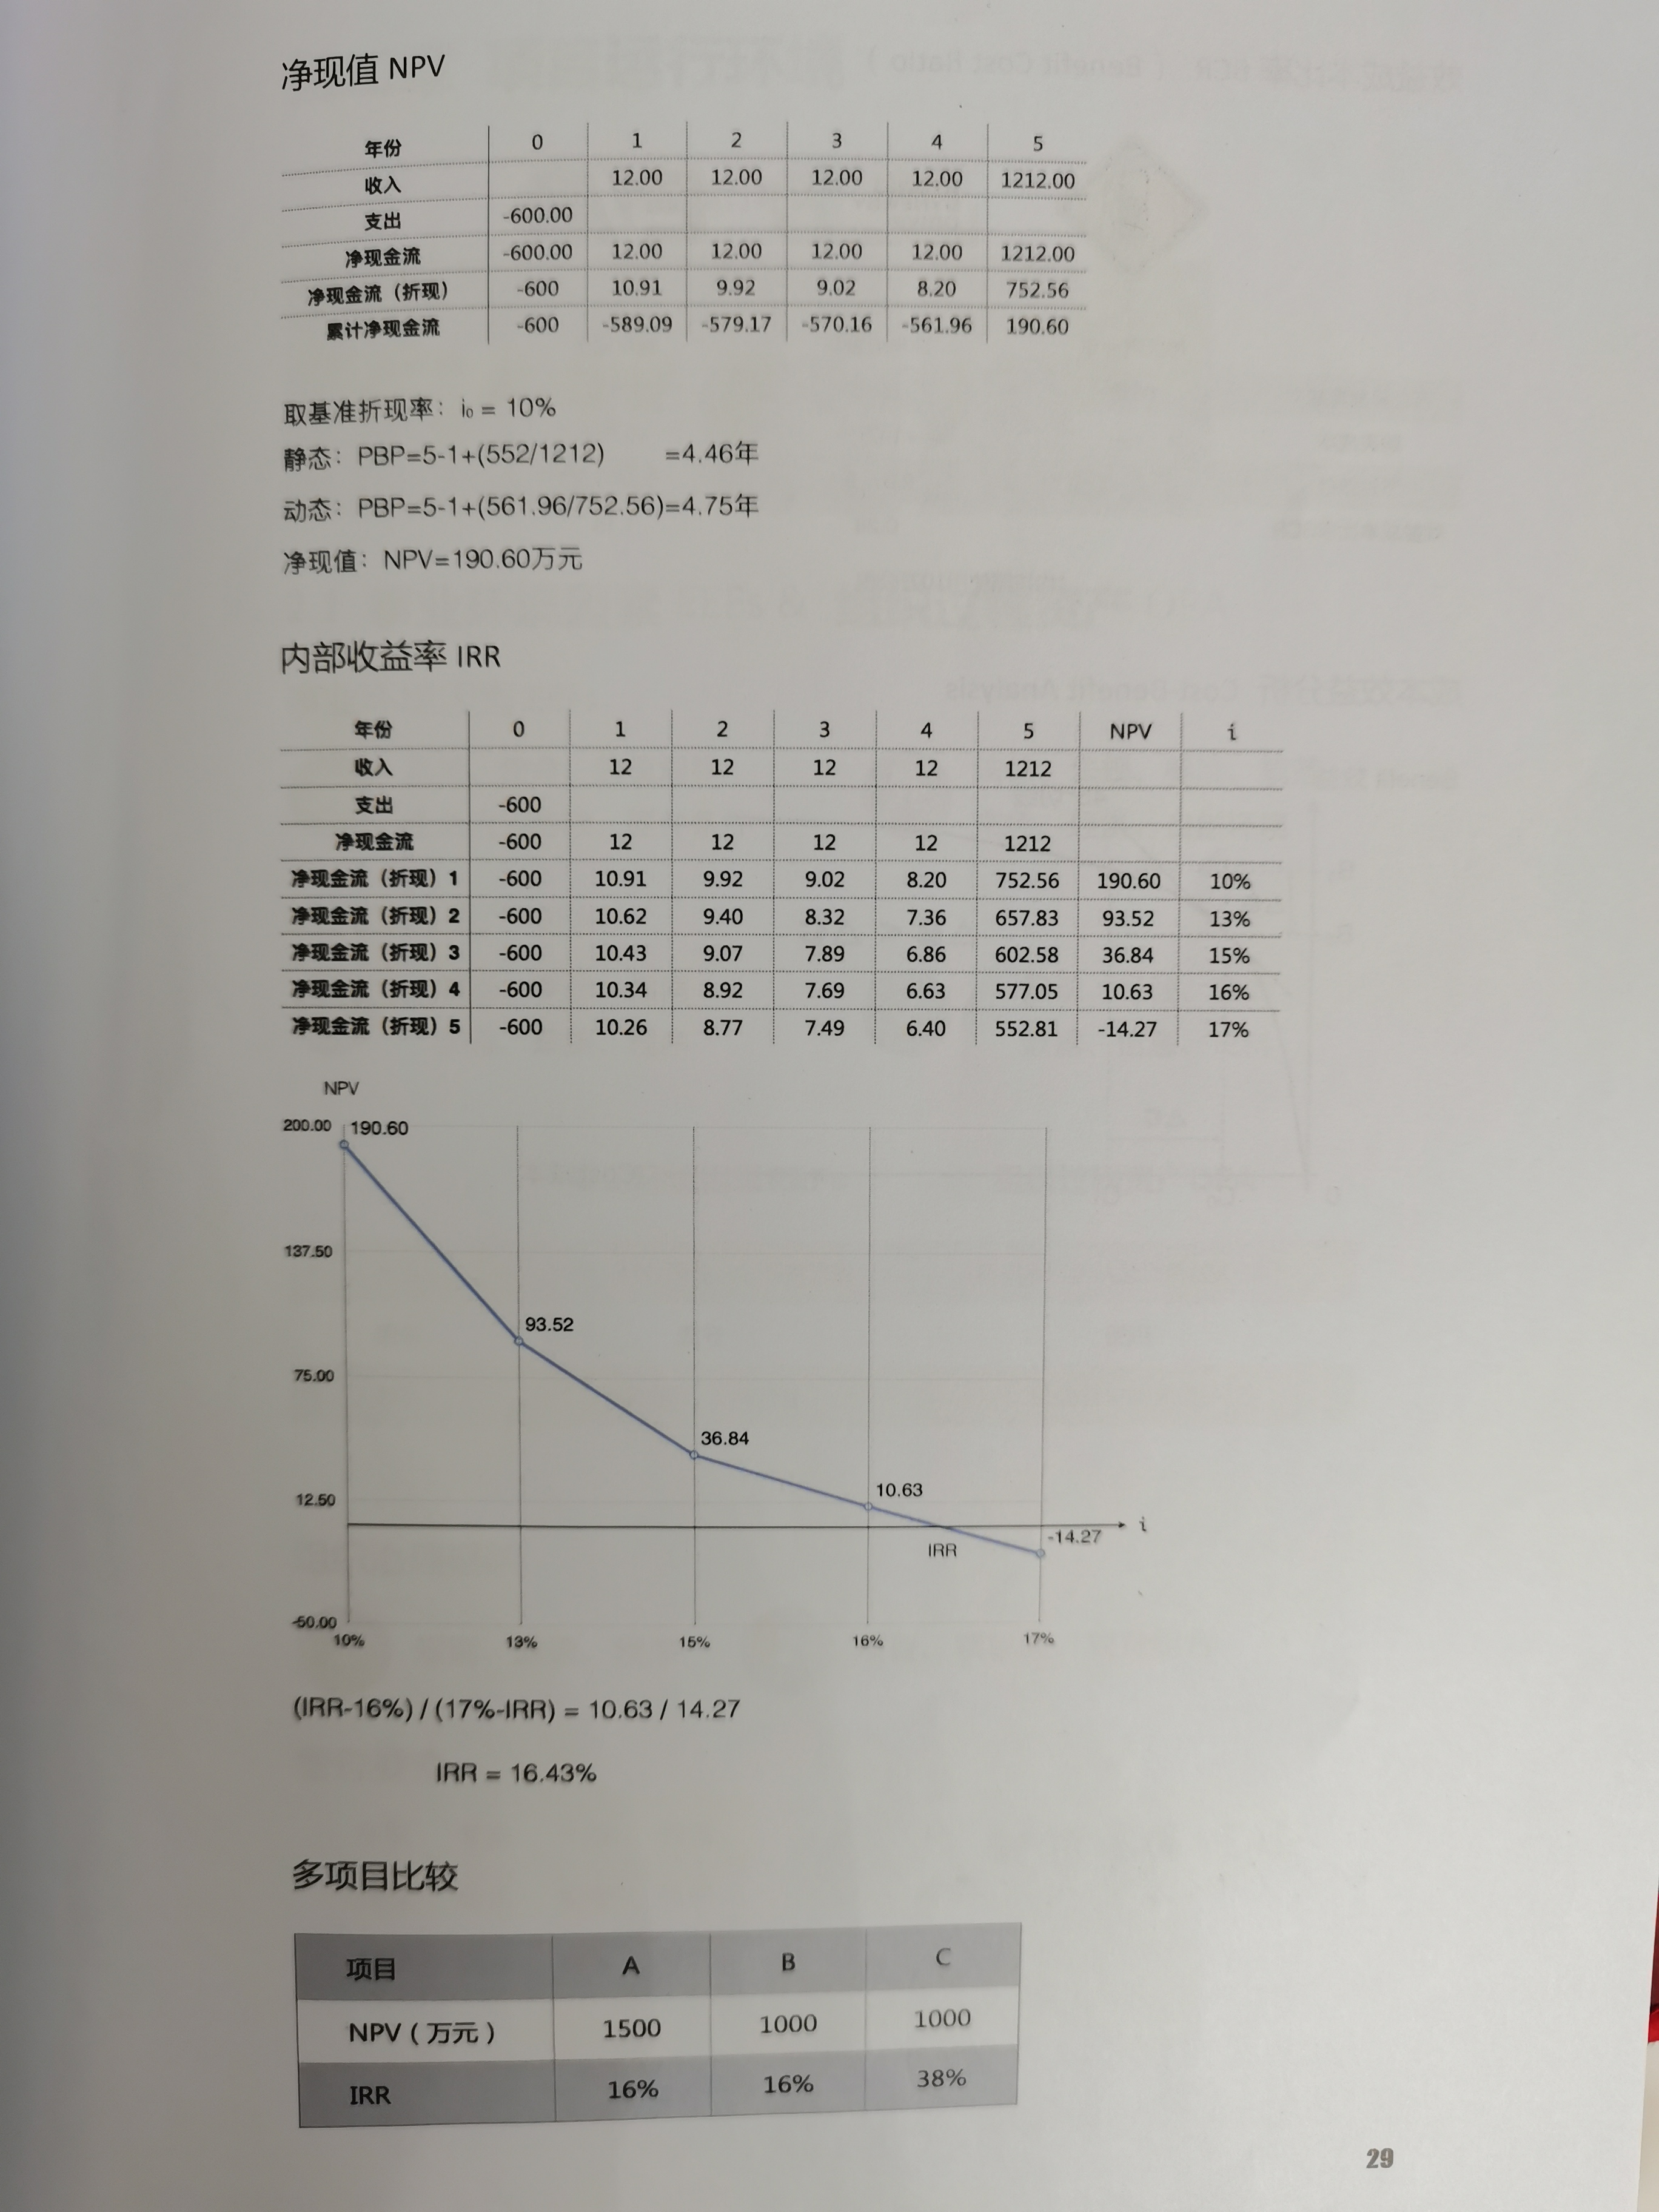 净现值 NPV
年份 0 1 2 3 4 5
收入 12.00 12.00 12.00 12.00 1212.00
支出 -600.00
净现金流 -600.00 12.00 12.00 12.00 12.00 1212.00
净现金流（折现） -600 10.91 9.92 9.02 8.20 752.56
累计净现金流 -600 -589.09 -579.17 -570.16 -561.96 190.60
取基准折现率：i₀ = 10%
静态：PBP=5-1+(552/1212) =4.46年
动态：PBP=5-1+(561.96/752.56)=4.75年
净现值：NPV=190.60万元
内部收益率 IRR
年份 0 1 2 3 4 5 NPV i
收入 12 12 12 12 1212
支出 -600
净现金流 -600 12 12 12 12 1212
净现金流（折现）1 -600 10.91 9.92 9.02 8.20 752.56 190.60 10%
净现金流（折现）2 -600 10.62 9.40 8.32 7.36 657.83 93.52 13%
净现金流（折现）3 -600 10.43 9.07 7.89 6.86 602.58 36.84 15%
净现金流（折现）4 -600 10.34 8.92 7.69 6.63 577.05 10.63 16%
净现金流（折现）5 -600 10.26 8.77 7.49 6.40 552.81 -14.27 17%
NPV
200.00 190.60
137.50
93.52
75.00
36.84
12.50 10.63
i
-14.27
IRR
-50.00
10% 13% 15% 16% 17%
(IRR-16%) / (17%-IRR) = 10.63 / 14.27
IRR = 16.43%
多项目比较
项目 A B C
NPV（万元） 1500 1000 1000
IRR 16% 16% 38%
29